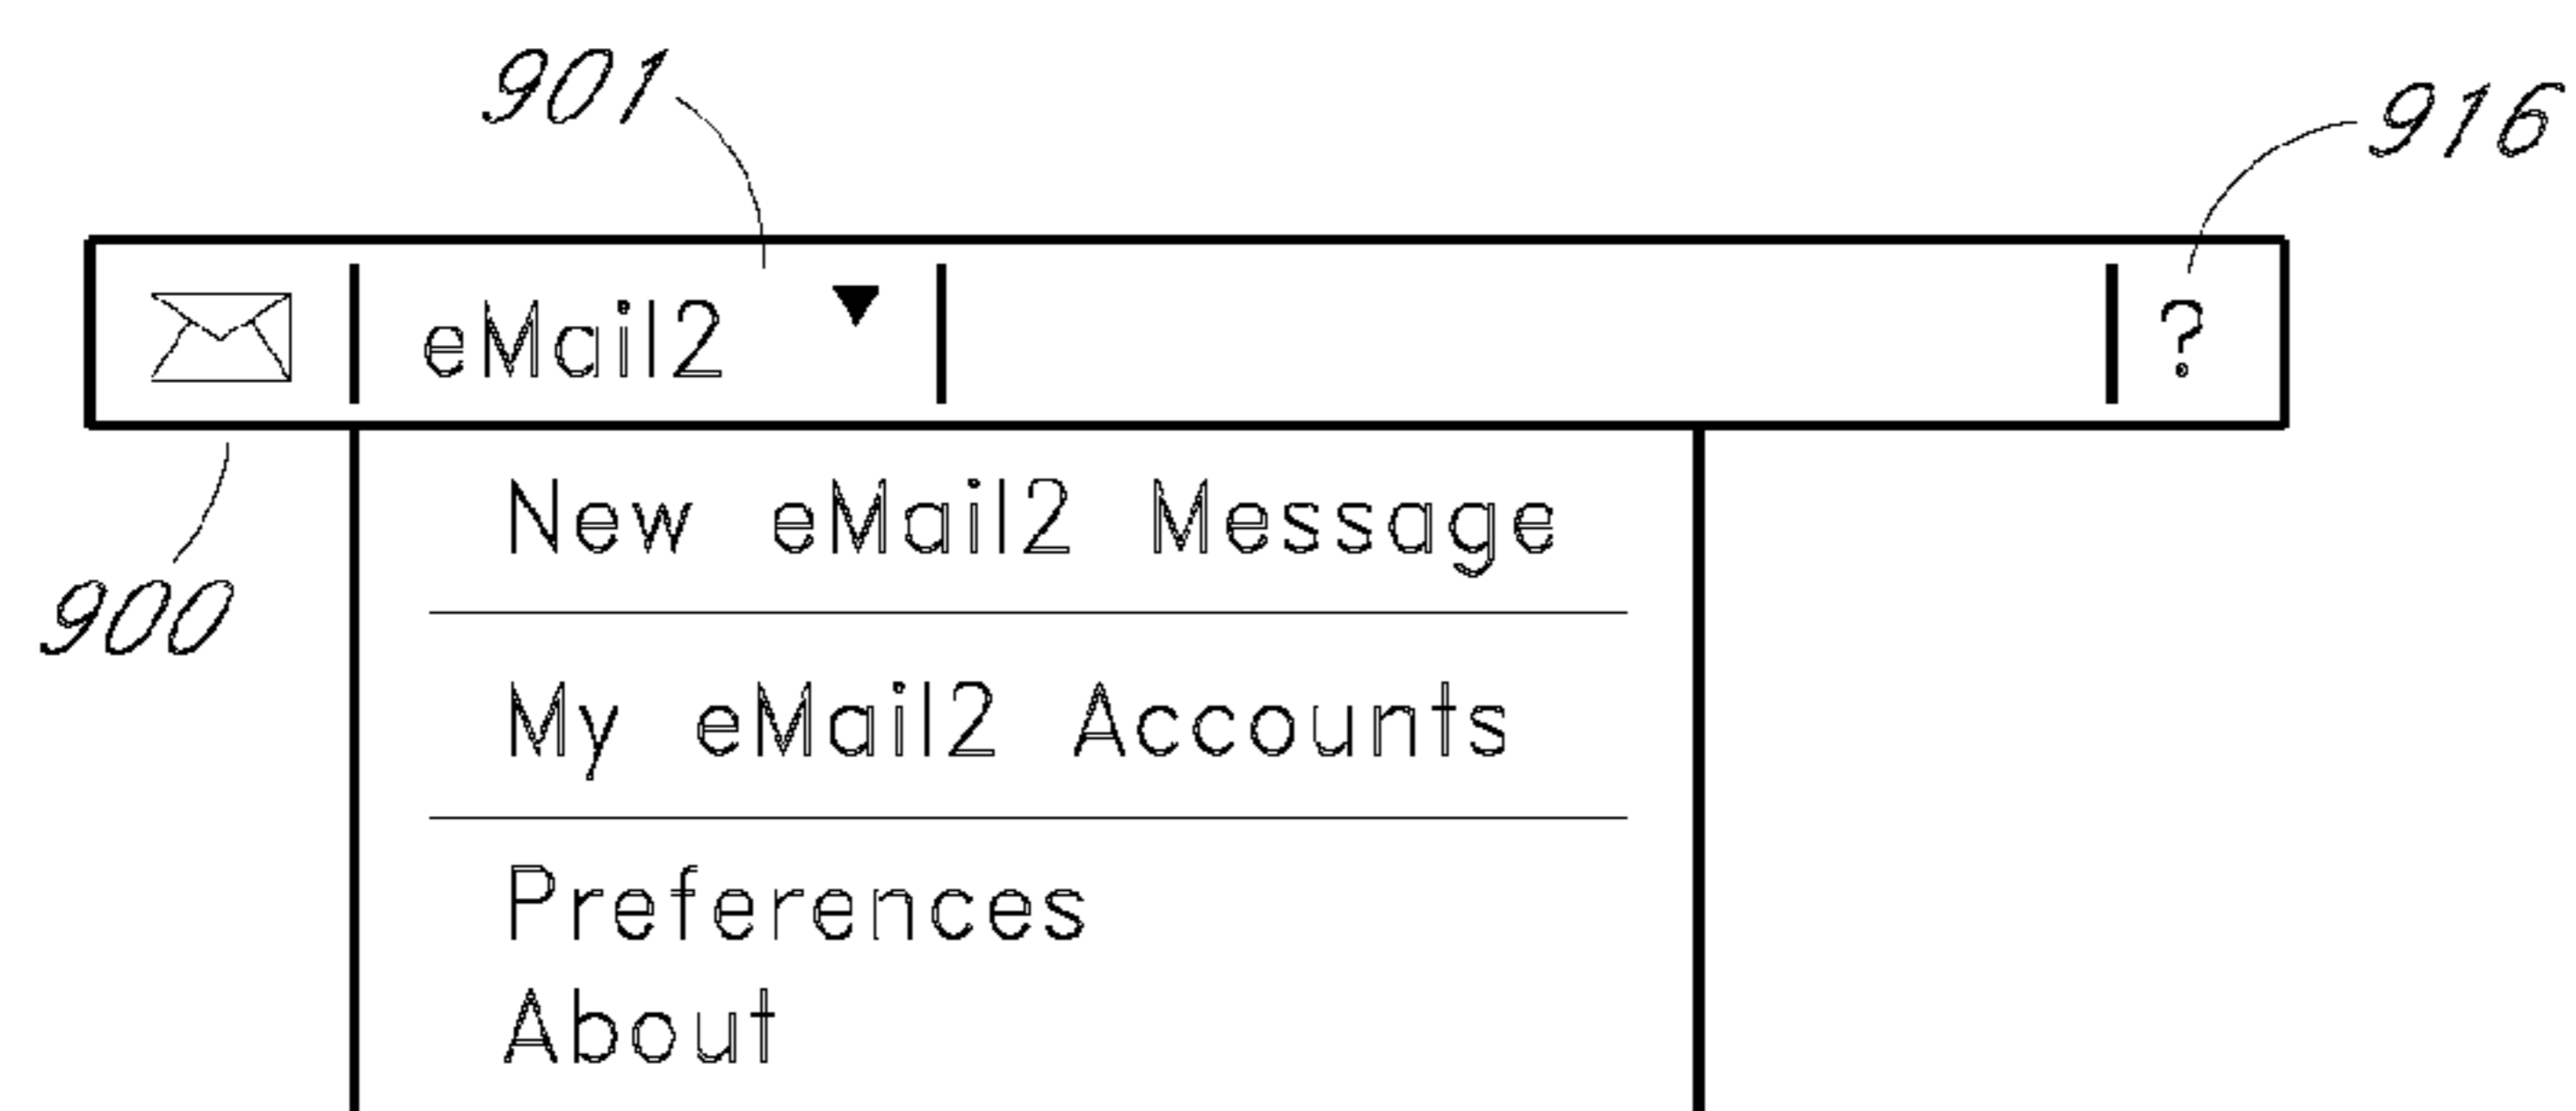 901
916
eMail2 ?
900
New eMail2 Message
My eMail2 Accounts
Preferences
About